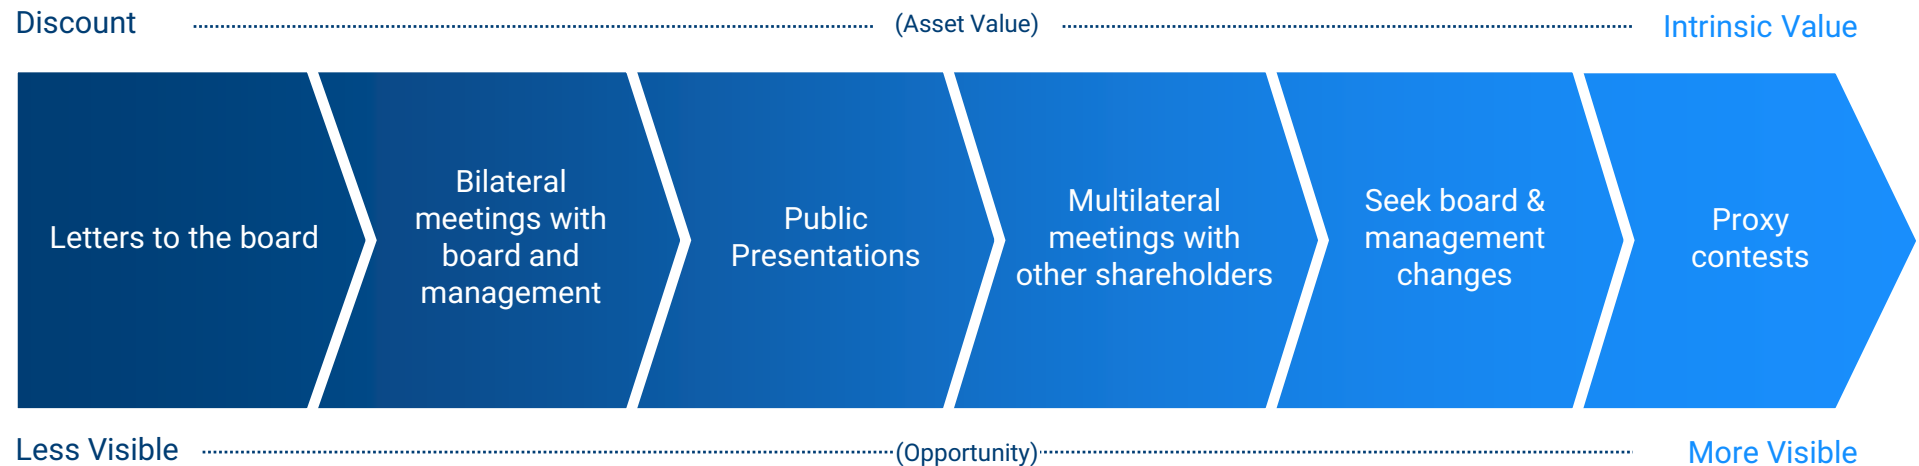 Discount (Asset Value) Intrinsic Value
Letters to the board
Bilateral
meetings with
board and
management
Public
Presentations
Multilateral
meetings with
other shareholders
Seek board &
management
changes
Proxy
contests
Less Visible (Opportunity) More Visible